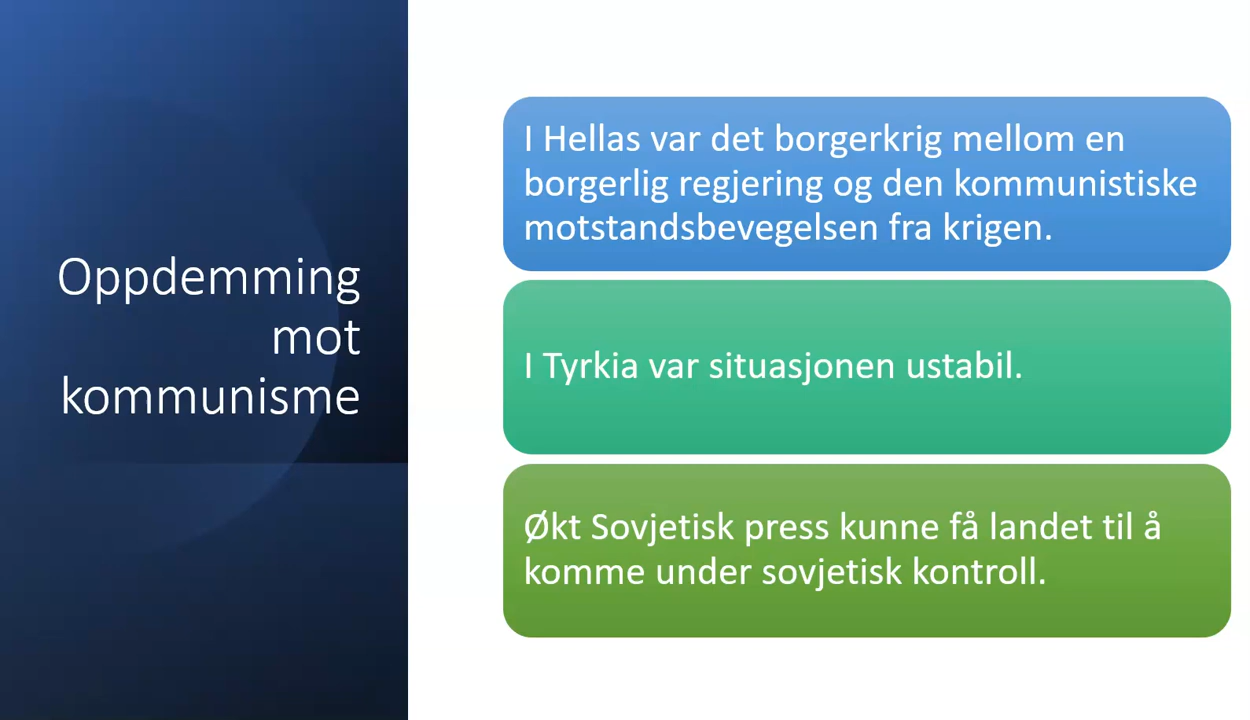 Oppdemming
mot
kommunisme
I Hellas var det borgerkrig mellom en
borgerlig regjering og den kommunistiske
motstandsbevegelsen fra krigen.
I Tyrkia var situasjonen ustabil.
Økt Sovjetisk press kunne få landet til å
komme under sovjetisk kontroll.